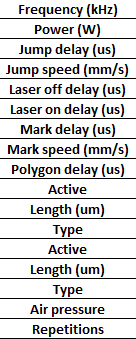 Frequency (kHz)
Power (W)
Jump delay (us)
Jump speed (mm/s)
Laser off delay (us)
Laser on delay (us)
Mark delay (us)
Mark speed (mm/s)
Polygon delay (us)
Active
Length (um)
Type
Active
Length (um)
Type
Air pressure
Repetitions